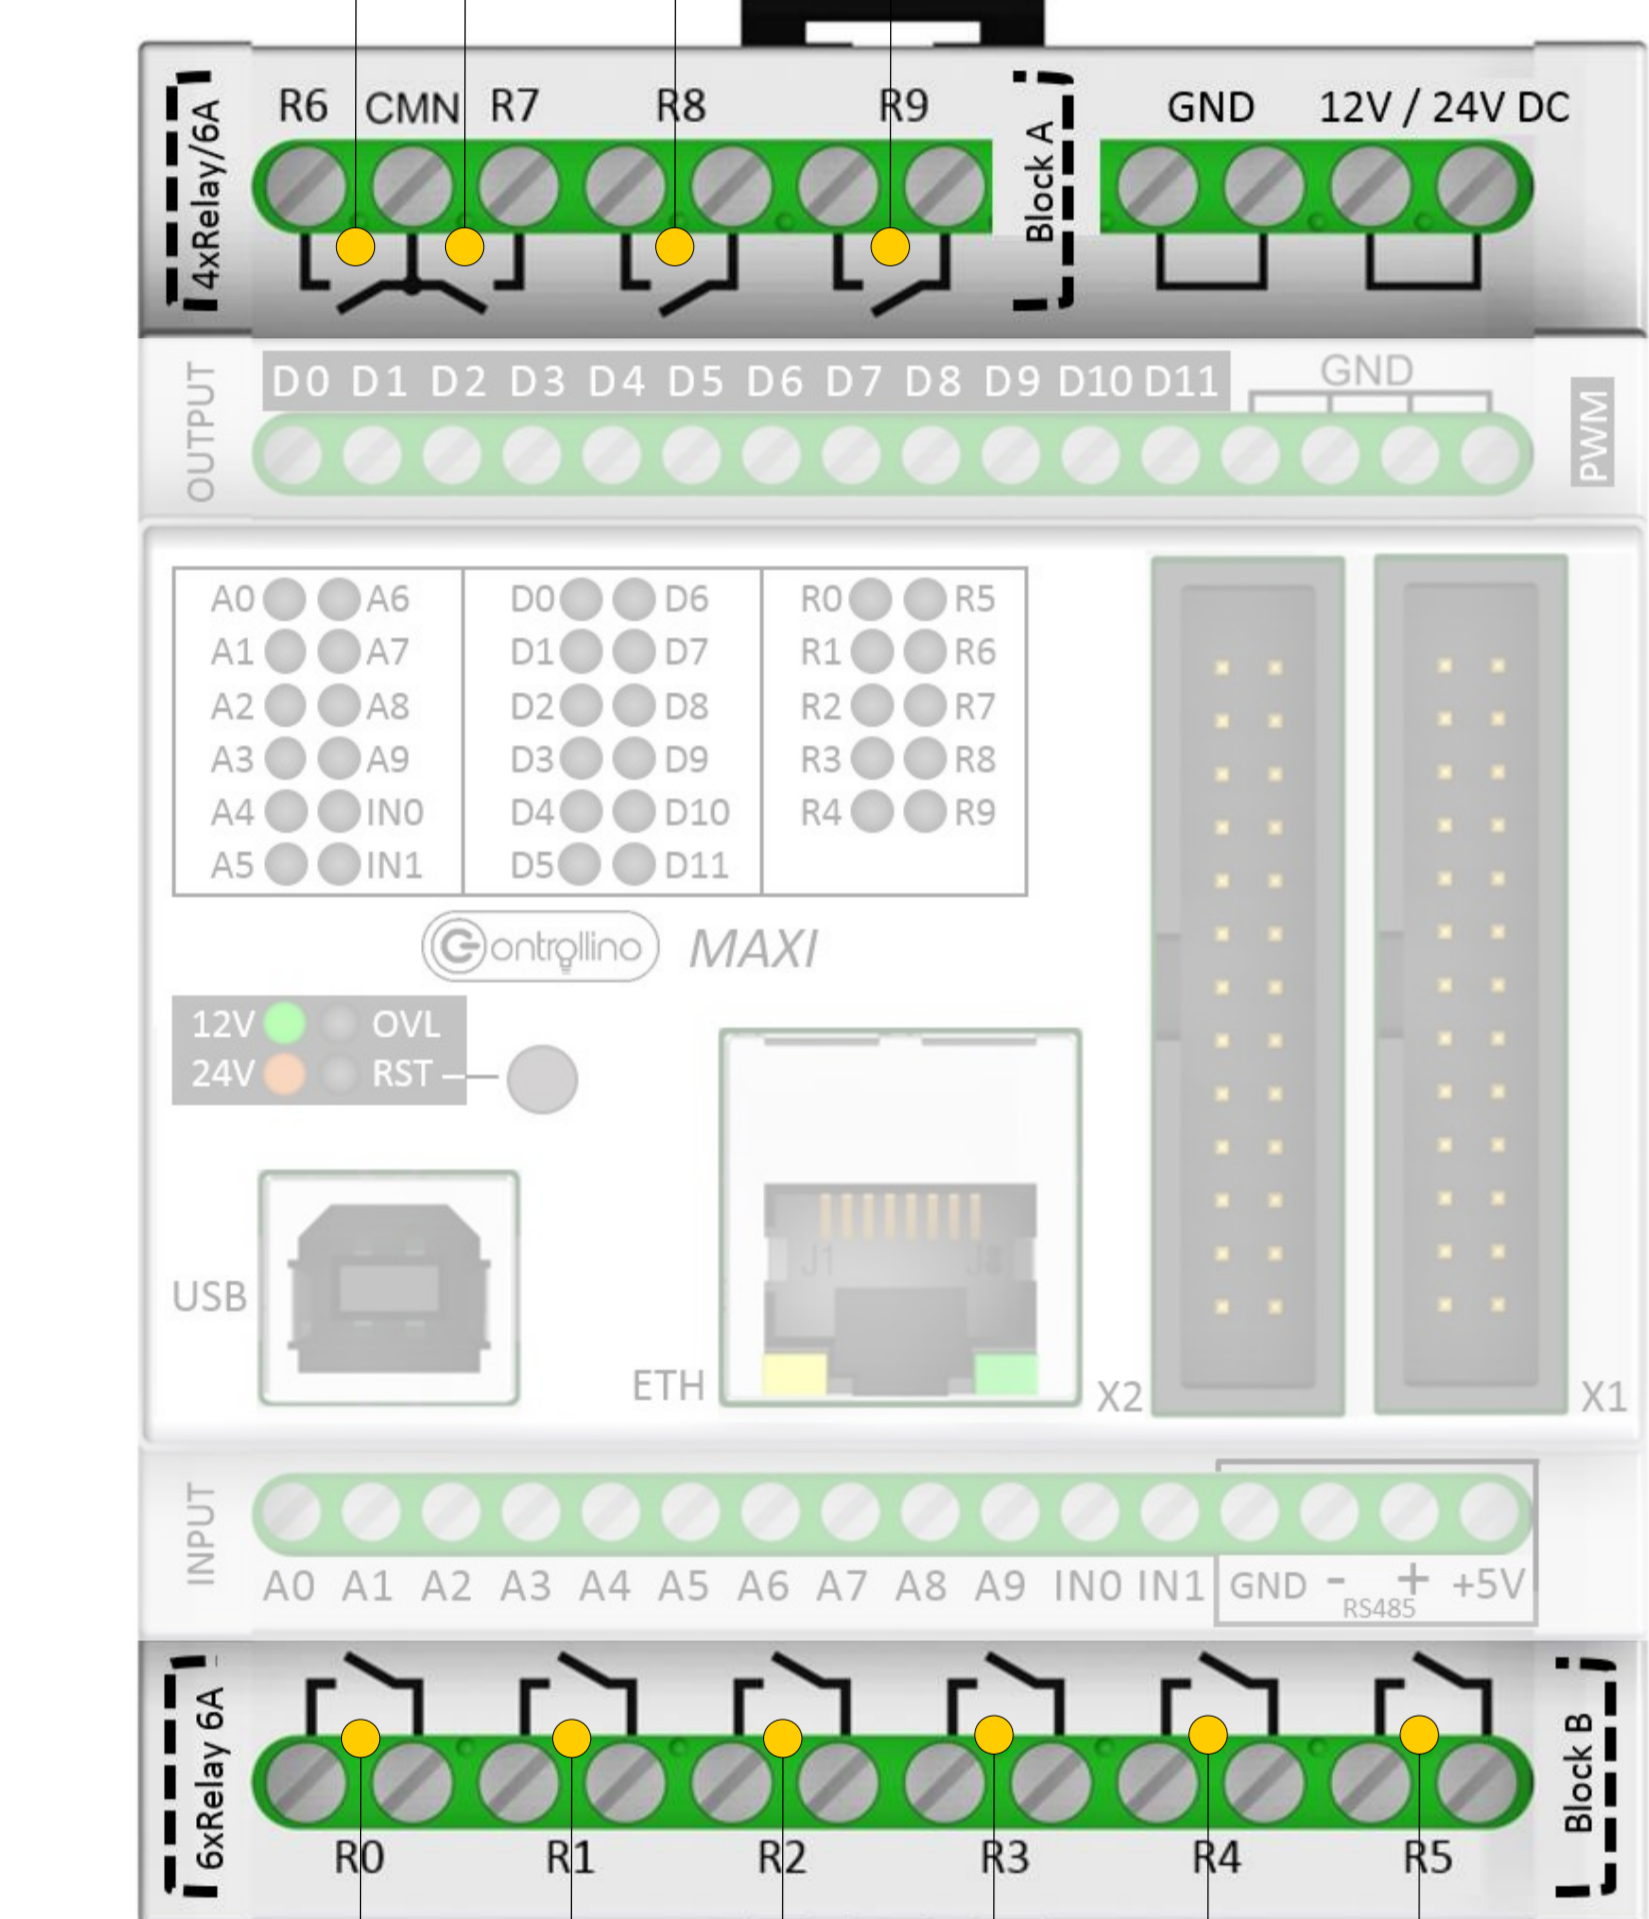 4xRelay/6A
R6 CMN R7 R8 R9
Block A
GND 12V / 24V DC
OUTPUT
D0 D1 D2 D3 D4 D5 D6 D7 D8 D9 D10 D11
GND
PWM
A0 A6 D0 D6 R0 R5
A1 A7 D1 D7 R1 R6
A2 A8 D2 D8 R2 R7
A3 A9 D3 D9 R3 R8
A4 IN0 D4 D10 R4 R9
A5 IN1 D5 D11
Controllino MAXI
12V OVL
24V RST
J1 J8
USB
ETH
X2
X1
INPUT
A0 A1 A2 A3 A4 A5 A6 A7 A8 A9 IN0 IN1 GND - + +5V
RS485
6xRelay 6A
Block B
R0 R1 R2 R3 R4 R5